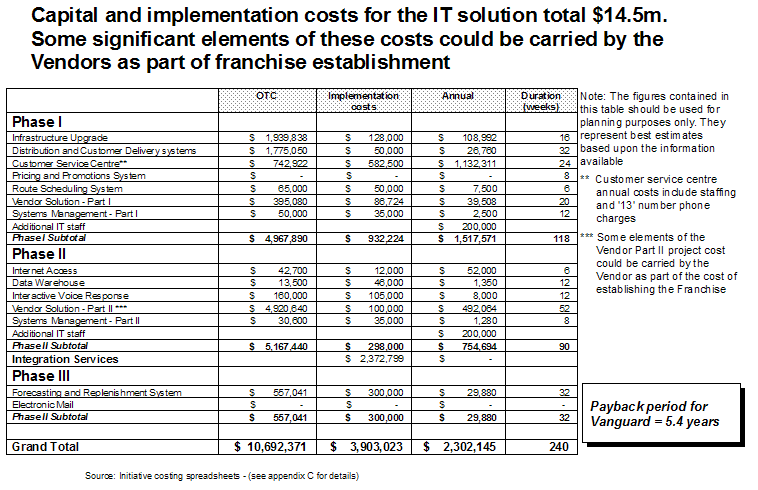 Capital and implementation costs for the IT solution total $14.5m.
Some significant elements of these costs could be carried by the
Vendors as part of franchise establishment
OTC Implementation costs Annual Duration (weeks)
Phase I
Infrastructure Upgrade $ 1,939,838 $ 128,000 $ 108,992 16
Distribution and Customer Delivery systems $ 1,775,050 $ 50,000 $ 26,760 32
Customer Service Centre** $ 742,922 $ 582,500 $ 1,132,311 24
Pricing and Promotions System $ - $ - $ - 8
Route Scheduling System $ 65,000 $ 50,000 $ 7,500 6
Vendor Solution - Part I $ 395,080 $ 86,724 $ 39,508 20
Systems Management - Part I $ 50,000 $ 35,000 $ 2,500 12
Additional IT staff $ 200,000
Phase I Subtotal $ 4,967,890 $ 932,224 $ 1,517,571 118
Phase II
Internet Access $ 42,700 $ 12,000 $ 52,000 6
Data Warehouse $ 13,500 $ 46,000 $ 1,350 12
Interactive Voice Response $ 160,000 $ 105,000 $ 8,000 12
Vendor Solution - Part II *** $ 4,920,640 $ 100,000 $ 492,064 52
Systems Management - Part II $ 30,600 $ 35,000 $ 1,280 8
Additional IT staff $ 200,000
Phase II Subtotal $ 5,167,440 $ 298,000 $ 754,694 90
Integration Services $ 2,372,799 $ -
Phase III
Forecasting and Replenishment System $ 557,041 $ 300,000 $ 29,880 32
Electronic Mail $ - $ - $ - -
Phase II Subtotal $ 557,041 $ 300,000 $ 29,880 32
Grand Total $ 10,692,371 $ 3,903,023 $ 2,302,145 240
Note: The figures contained in
this table should be used for
planning purposes only. They
represent best estimates
based upon the information
available
** Customer service centre
annual costs include staffing
and '13' number phone
charges
*** Some elements of the
Vendor Part II project cost
could be carried by the
Vendor as part of the cost of
establishing the Franchise
Payback period for
Vanguard = 5.4 years
Source: Initiative costing spreadsheets - (see appendix C for details)